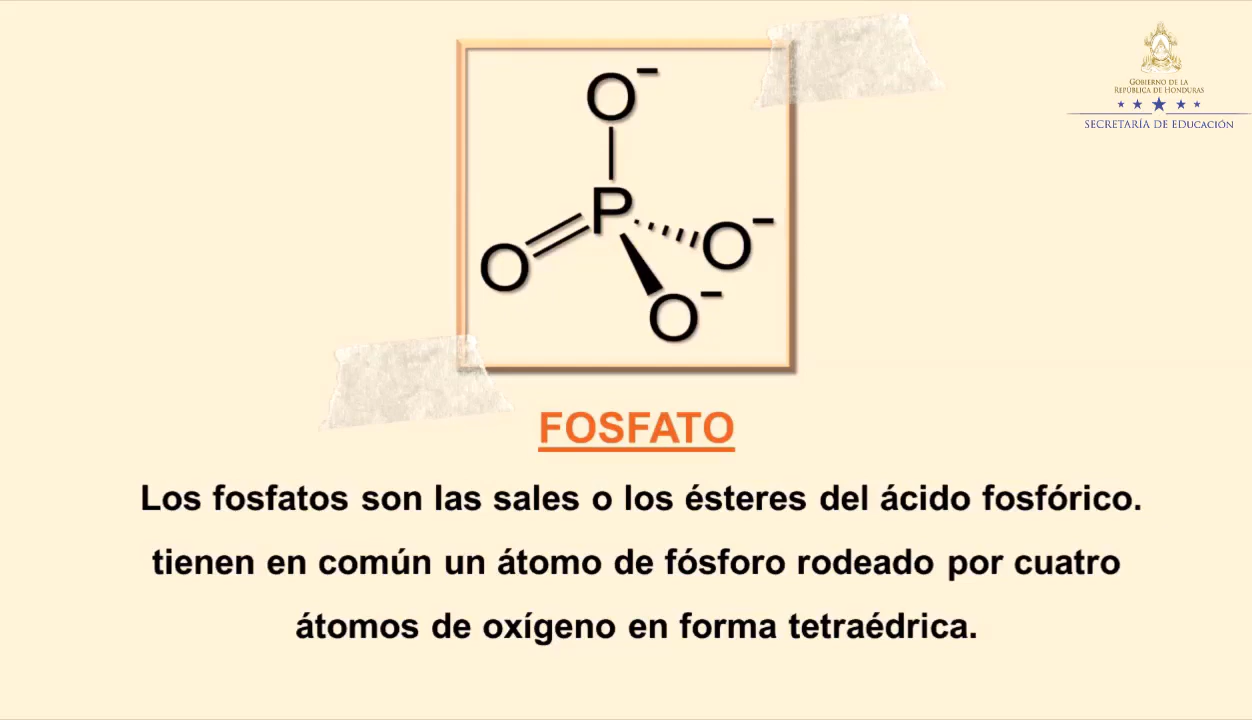 O⁻
P
O
O⁻
O⁻
GOBIERNO DE LA
REPÚBLICA DE HONDURAS
SECRETARÍA DE EDUCACIÓN
FOSFATO
Los fosfatos son las sales o los ésteres del ácido fosfórico.
tienen en común un átomo de fósforo rodeado por cuatro
átomos de oxígeno en forma tetraédrica.